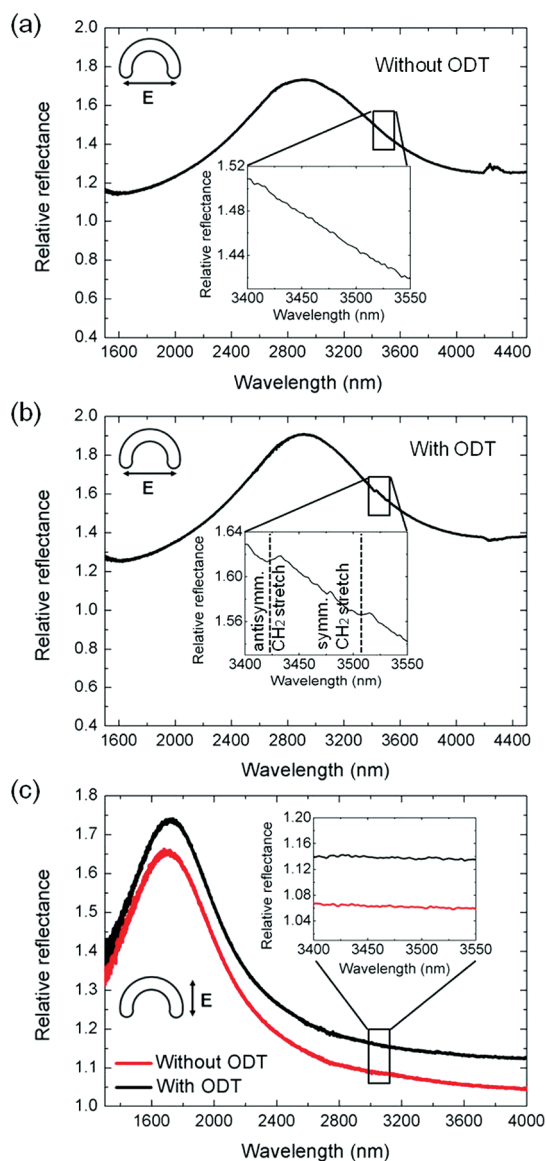 (a)
Without ODT
E
2.0
1.8
1.6
1.4
1.2
1.0
0.8
0.6
0.4
Relative reflectance
1.52
1.48
1.44
Relative reflectance
3400 3450 3500 3550
Wavelength (nm)
1600 2000 2400 2800 3200 3600 4000 4400
Wavelength (nm)
(b)
With ODT
E
2.0
1.8
1.6
1.4
1.2
1.0
0.8
0.6
0.4
Relative reflectance
1.64
1.60
1.56
Relative reflectance
antisymm.
CH2 stretch
symm.
CH2 stretch
3400 3450 3500 3550
Wavelength (nm)
1600 2000 2400 2800 3200 3600 4000 4400
Wavelength (nm)
(c)
1.8
1.7
1.6
1.5
1.4
1.3
1.2
1.1
1.0
Relative reflectance
1.20
1.16
1.12
1.08
1.04
Relative reflectance
3400 3450 3500 3550
Wavelength (nm)
E
Without ODT
With ODT
1600 2000 2400 2800 3200 3600 4000
Wavelength (nm)